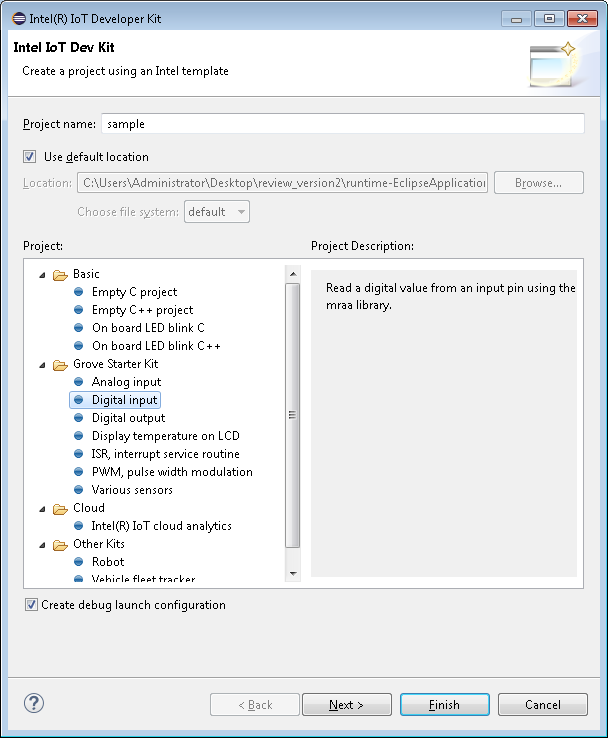 Intel(R) IoT Developer Kit
Intel IoT Dev Kit
Create a project using an Intel template
Project name: sample
Use default location
Location: C:\Users\Administrator\Desktop\review_version2\runtime-EclipseApplication Browse...
Choose file system: default
Project: Project Description:
Basic
Empty C project
Empty C++ project
On board LED blink C
On board LED blink C++
Grove Starter Kit
Analog input
Digital input
Digital output
Display temperature on LCD
ISR, interrupt service routine
PWM, pulse width modulation
Various sensors
Cloud
Intel(R) IoT cloud analytics
Other Kits
Robot
Vehicle fleet tracker
Read a digital value from an input pin using the
mraa library.
Create debug launch configuration
? < Back Next > Finish Cancel